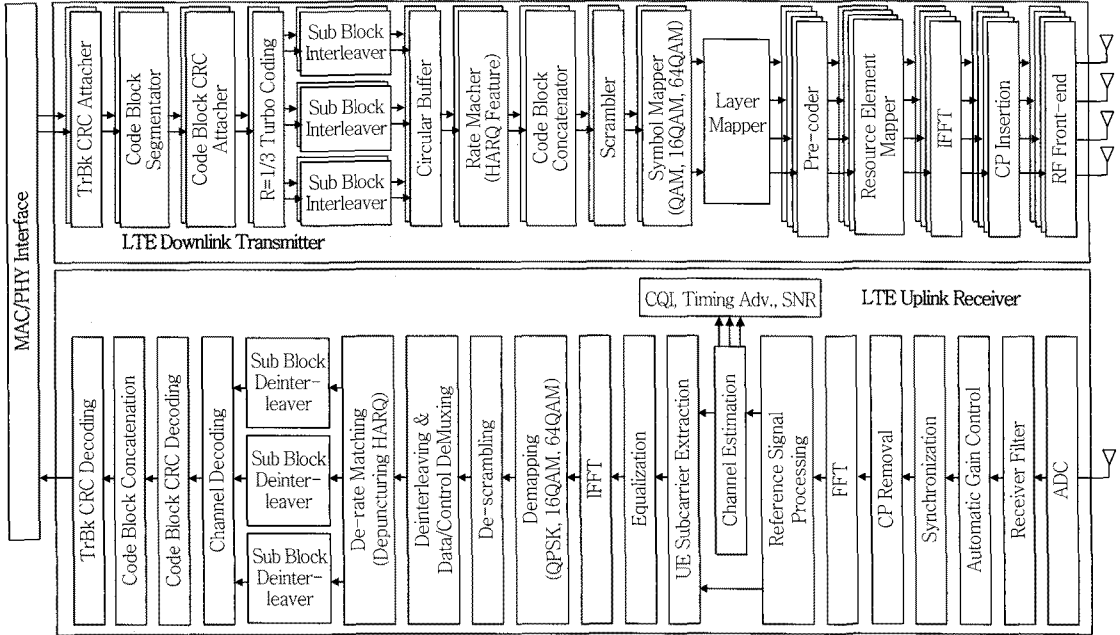 MAC/PHY Interface
TrBk CRC Attacher
Code Block
Segmentator
Code Block CRC
Attacher
R=1/3 Turbo Coding
Sub Block
Interleaver
Sub Block
Interleaver
Sub Block
Interleaver
Circular Buffer
Rate Macher
(HARQ Feature)
Code Block
Concatenator
Scrambler
Symbol Mapper
(QAM, 16QAM, 64QAM)
Layer
Mapper
Pre-coder
Resource Element
Mapper
IFFT
CP Insertion
RF Front-end
LTE Downlink Transmitter
CQI, Timing Adv., SNR
LTE Uplink Receiver
TrBk CRC Decoding
Code Block Concatenation
Code Block CRC Decoding
Channel Decoding
Sub Block
Deinter-
leaver
Sub Block
Deinter-
leaver
Sub Block
Deinter-
leaver
De-rate Matching
(Depuncturing HARQ)
Deinterleaving &
Data/Control DeMuxing
De-scrambling
Demapping
(QPSK, 16QAM, 64QAM)
IFFT
Equalization
UE Subcarrier Extraction
Channel Estimation
Reference Signal
Processing
FFT
CP Removal
Synchronization
Automatic Gain Control
Receiver Filter
ADC